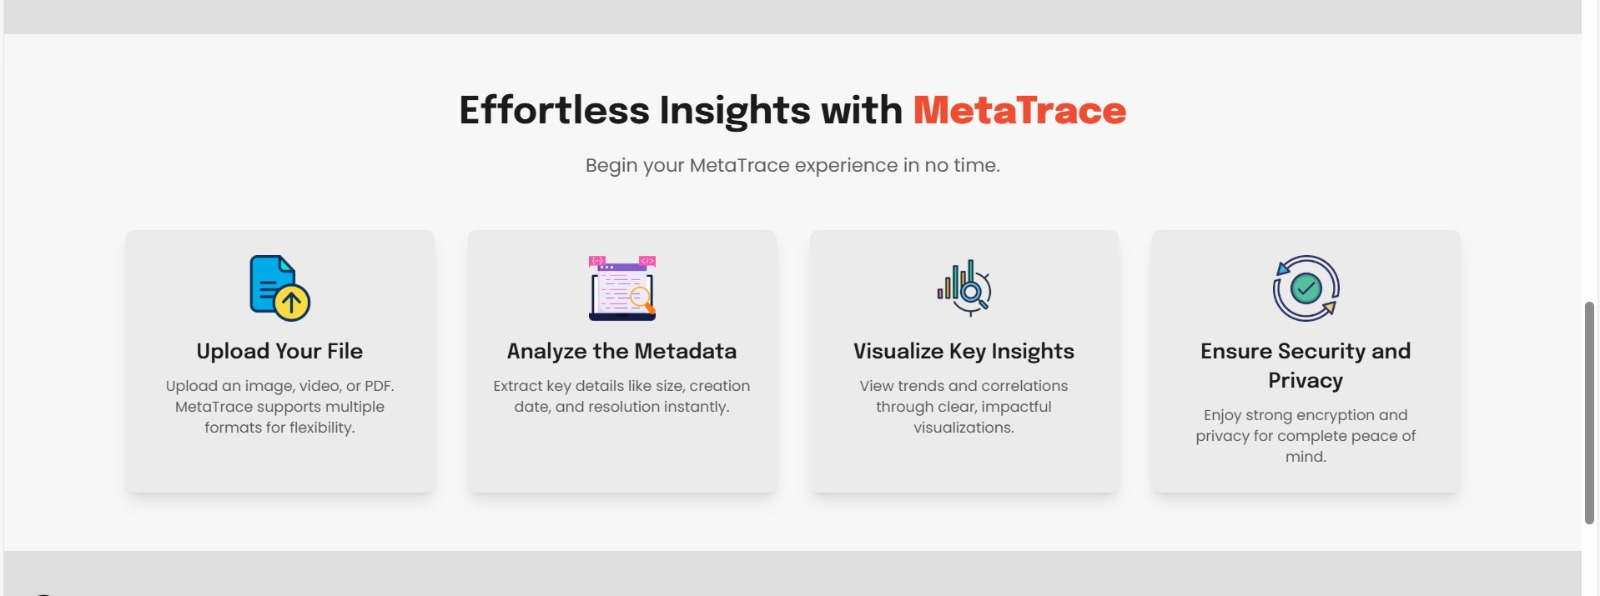 Effortless Insights with MetaTrace
Begin your MetaTrace experience in no time.
Upload Your File
Upload an image, video, or PDF.
MetaTrace supports multiple
formats for flexibility.
Analyze the Metadata
Extract key details like size, creation
date, and resolution instantly.
Visualize Key Insights
View trends and correlations
through clear, impactful
visualizations.
Ensure Security and
Privacy
Enjoy strong encryption and
privacy for complete peace of
mind.